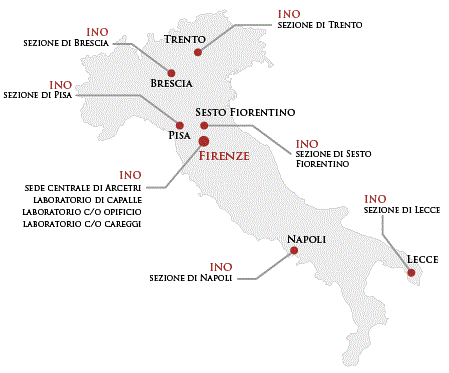 INO
SEZIONE DI TRENTO
INO
SEZIONE DI BRESCIA
TRENTO
BRESCIA
INO
SEZIONE DI PISA
SESTO FIORENTINO
PISA
INO
SEZIONE DI SESTO
FIORENTINO
FIRENZE
INO
SEDE CENTRALE DI ARCETRI
LABORATORIO DI CAPALLE
LABORATORIO C/O OPIFICIO
LABORATORIO C/O CAREGGI
INO
SEZIONE DI LECCE
NAPOLI
LECCE
INO
SEZIONE DI NAPOLI